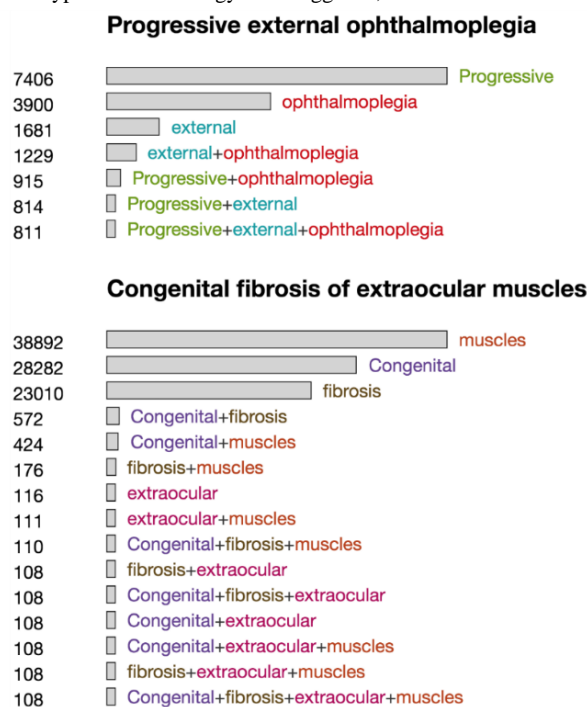 Progressive external ophthalmoplegia
7406 Progressive
3900 ophthalmoplegia
1681 external
1229 external+ophthalmoplegia
915 Progressive+ophthalmoplegia
814 Progressive+external
811 Progressive+external+ophthalmoplegia
Congenital fibrosis of extraocular muscles
38892 muscles
28282 Congenital
23010 fibrosis
572 Congenital+fibrosis
424 Congenital+muscles
176 fibrosis+muscles
116 extraocular
111 extraocular+muscles
110 Congenital+fibrosis+muscles
108 fibrosis+extraocular
108 Congenital+fibrosis+extraocular
108 Congenital+extraocular
108 Congenital+extraocular+muscles
108 fibrosis+extraocular+muscles
108 Congenital+fibrosis+extraocular+muscles